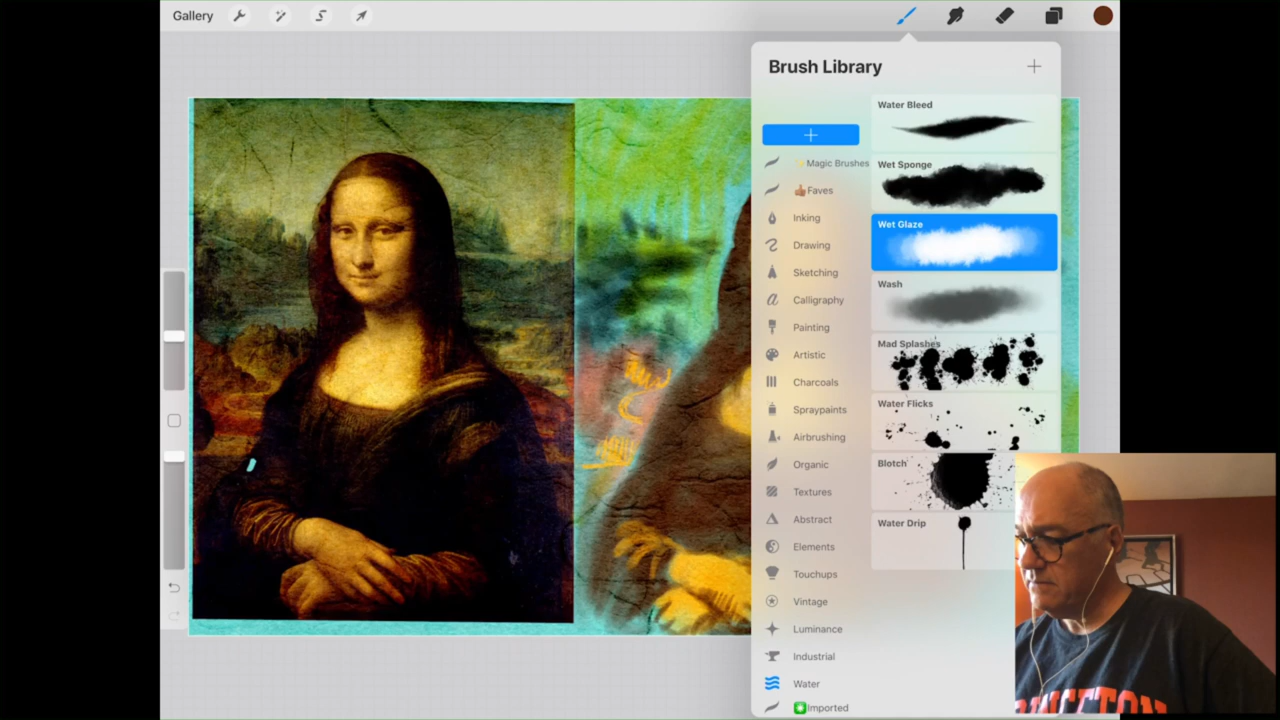 Gallery
Brush Library
Magic Brushes
Faves
Inking
Drawing
Sketching
Calligraphy
Painting
Artistic
Charcoals
Spraypaints
Airbrushing
Organic
Textures
Abstract
Elements
Touchups
Vintage
Luminance
Industrial
Water
Imported
Water Bleed
Wet Sponge
Wet Glaze
Wash
Mad Splashes
Water Flicks
Blotch
Water Drip